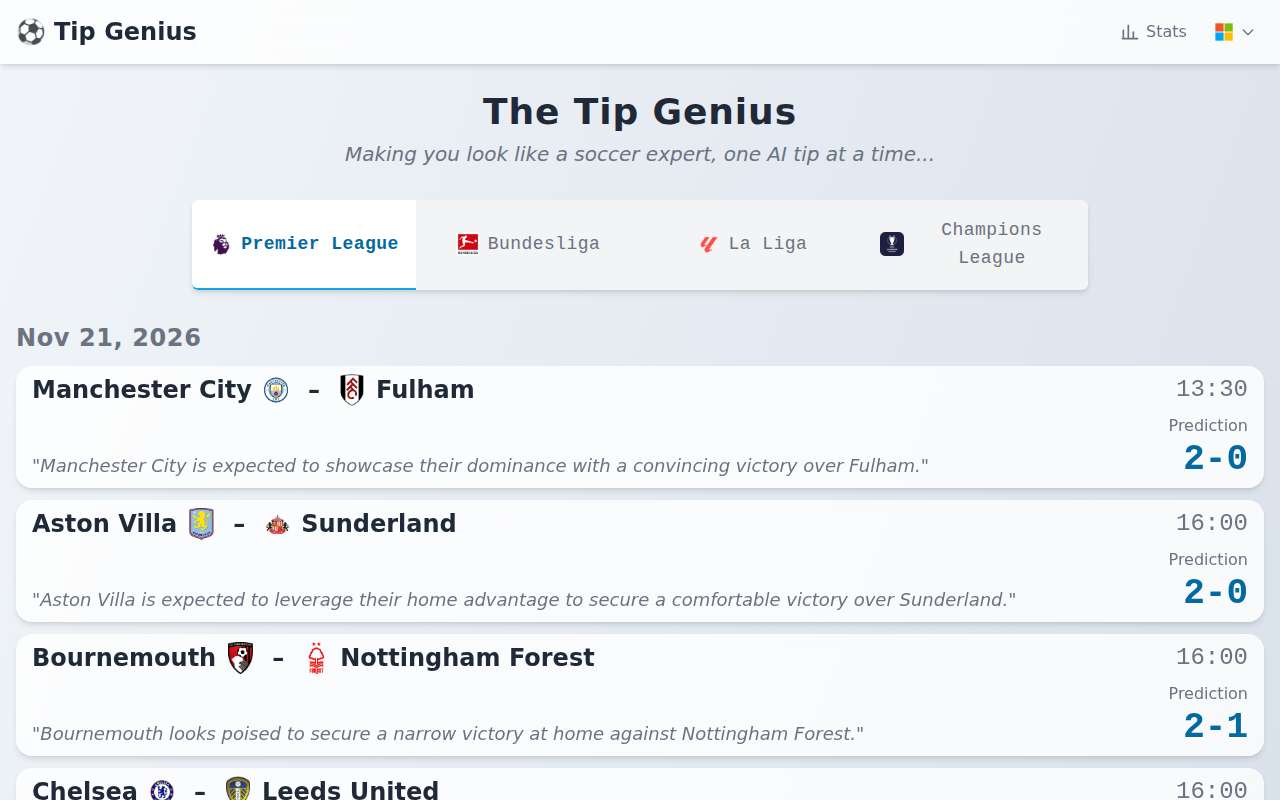 Tip Genius
Stats
The Tip Genius
Making you look like a soccer expert, one AI tip at a time...
Premier League
Bundesliga
La Liga
Champions
League
Nov 21, 2026
Manchester City – Fulham
13:30
Prediction
"Manchester City is expected to showcase their dominance with a convincing victory over Fulham."
2-0
Aston Villa – Sunderland
16:00
Prediction
"Aston Villa is expected to leverage their home advantage to secure a comfortable victory over Sunderland."
2-0
Bournemouth – Nottingham Forest
16:00
Prediction
"Bournemouth looks poised to secure a narrow victory at home against Nottingham Forest."
2-1
Chelsea – Leeds United
16:00